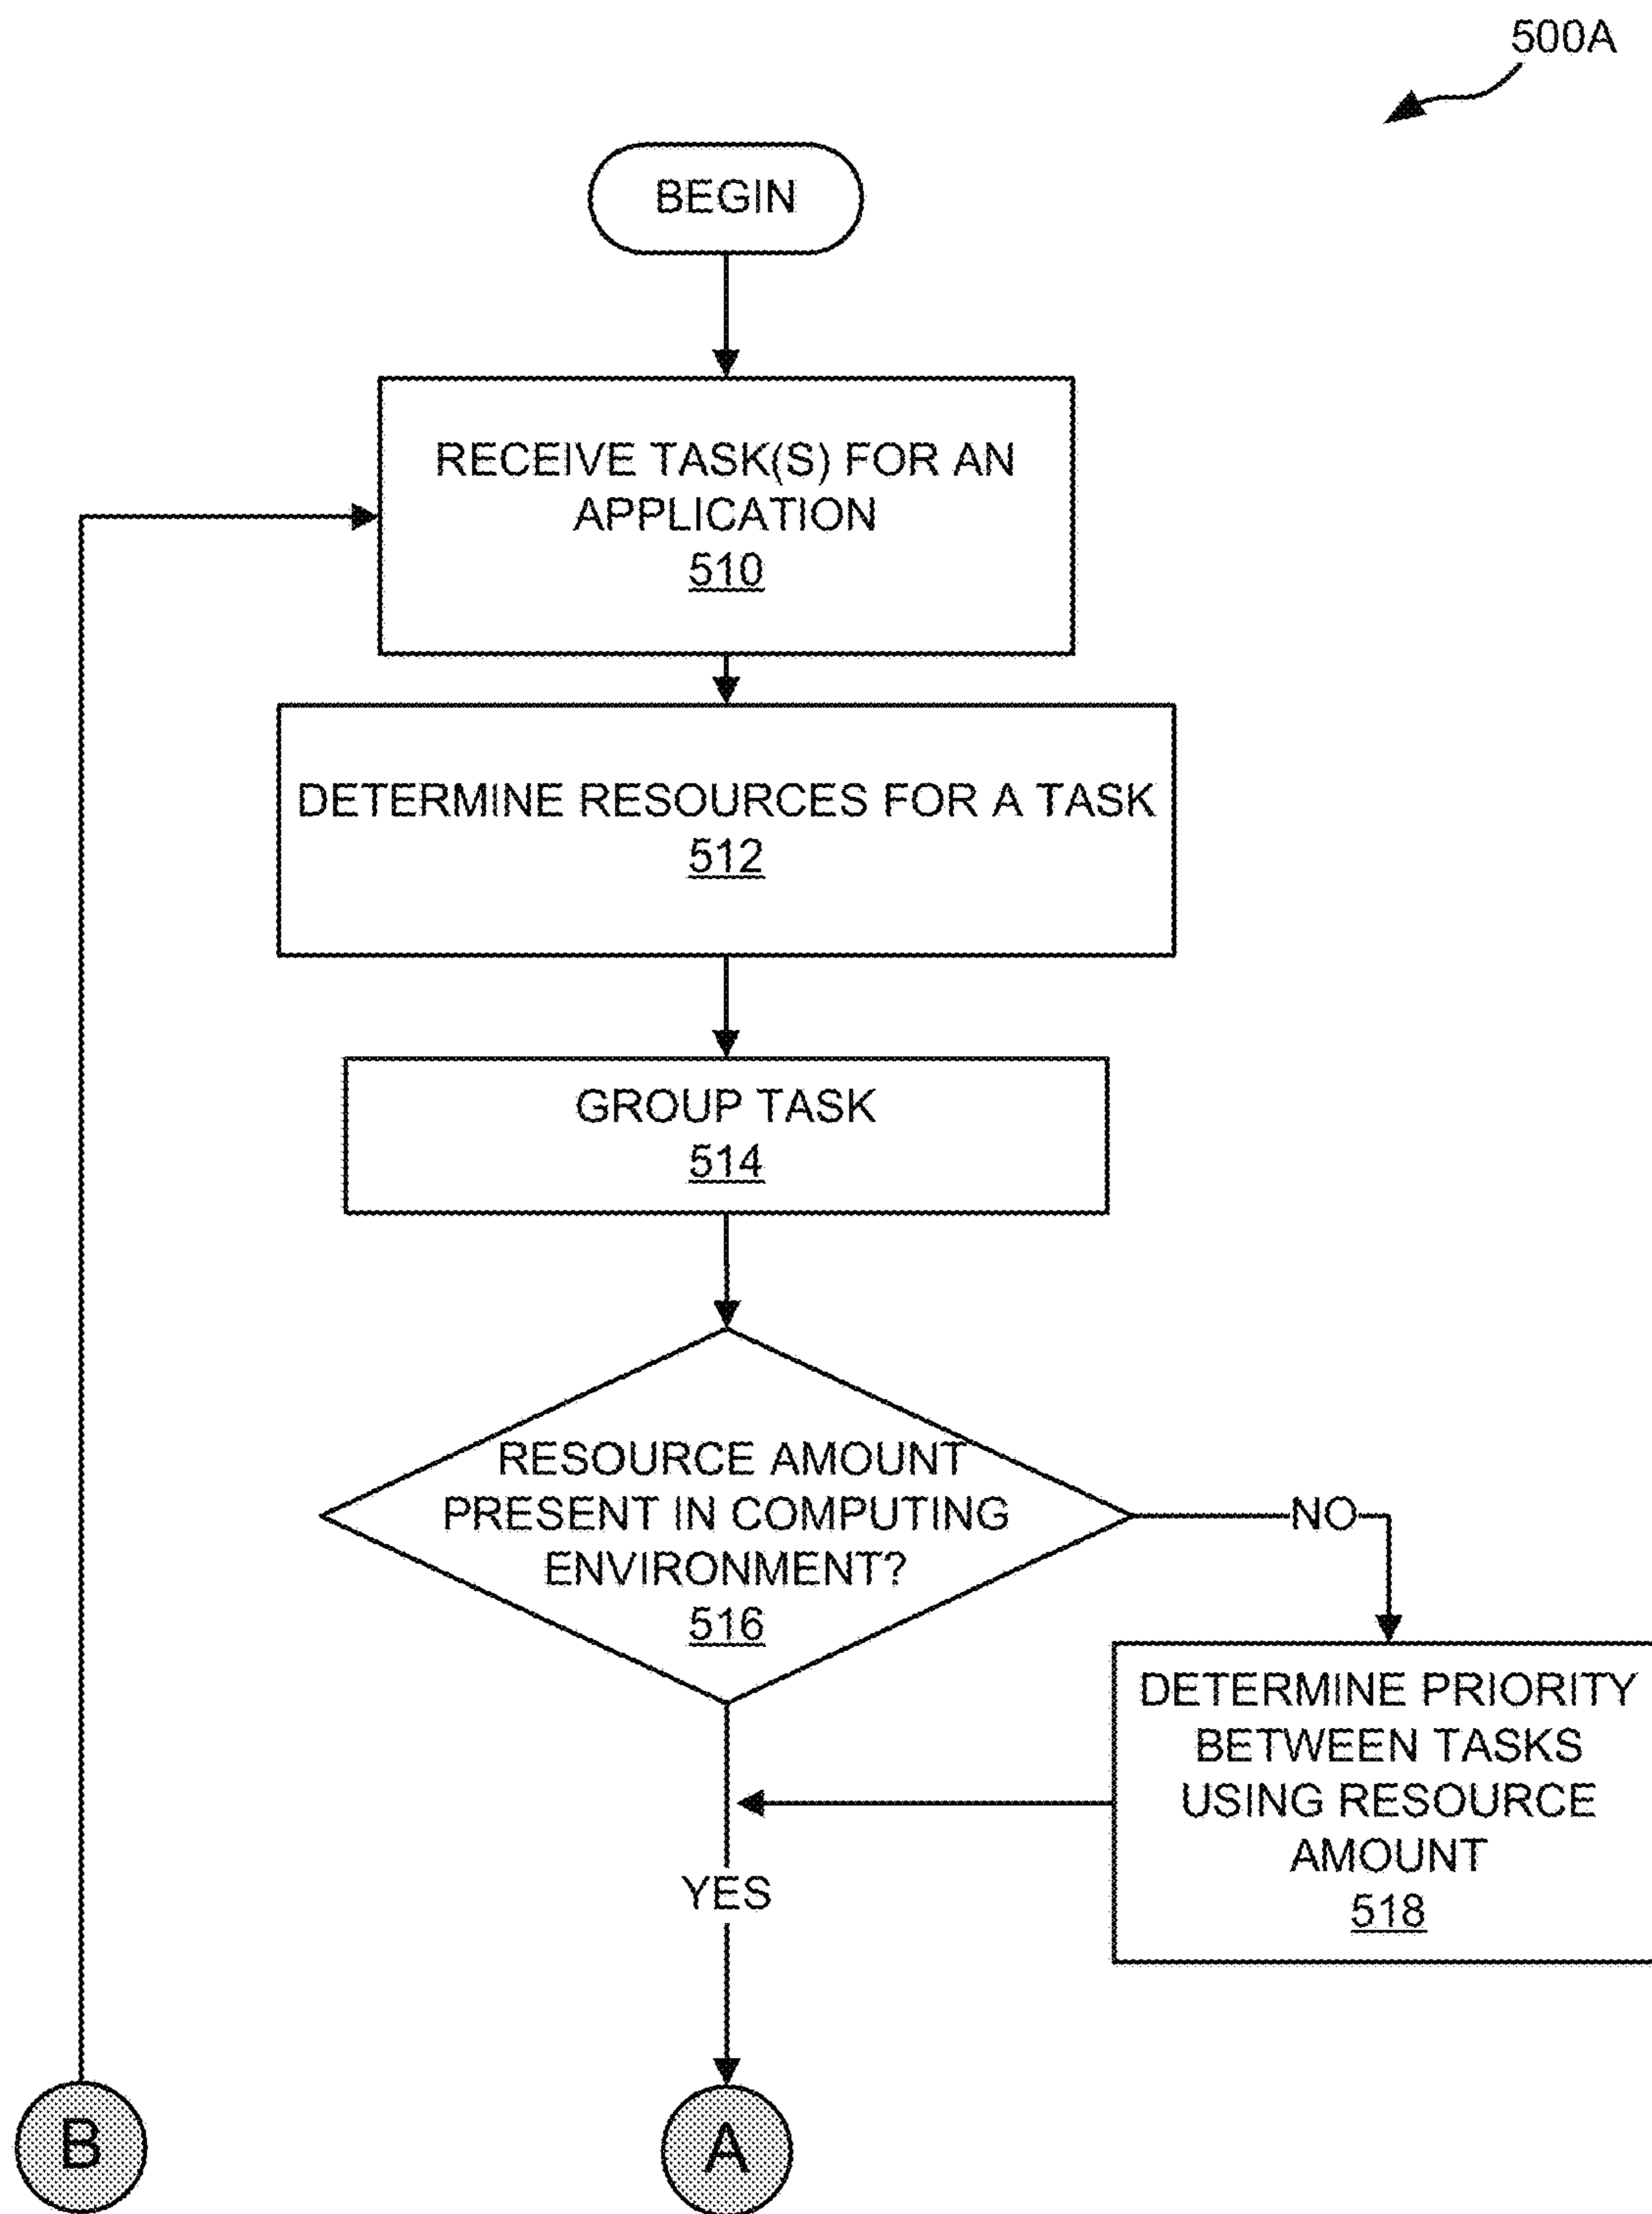 500A
BEGIN
RECEIVE TASK(S) FOR AN
APPLICATION
510
DETERMINE RESOURCES FOR A TASK
512
GROUP TASK
514
RESOURCE AMOUNT
PRESENT IN COMPUTING
ENVIRONMENT?
516
NO
DETERMINE PRIORITY
BETWEEN TASKS
USING RESOURCE
AMOUNT
518
YES
B
A